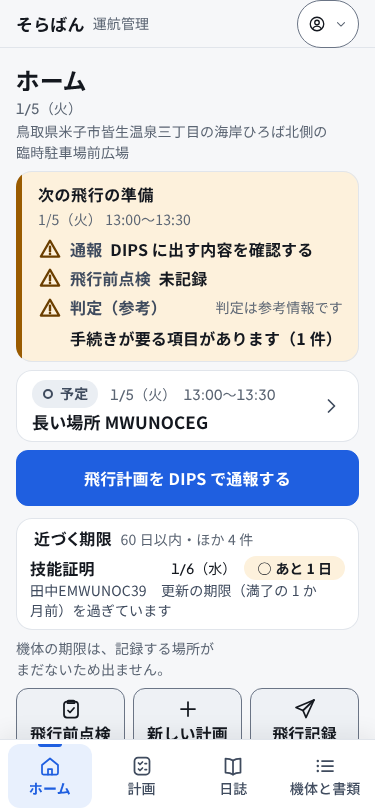 そらばん 運航管理
ホーム
1/5（火）
鳥取県米子市皆生温泉三丁目の海岸ひろば北側の
臨時駐車場前広場
次の飛行の準備
1/5（火） 13:00〜13:30
通報 DIPS に出す内容を確認する
飛行前点検 未記録
判定（参考） 判定は参考情報です
手続きが要る項目があります（1 件）
予定 1/5（火） 13:00〜13:30
長い場所 MWUNOCEG
飛行計画を DIPS で通報する
近づく期限 60 日以内・ほか 4 件
技能証明 1/6（水） あと 1 日
田中EMWUNOC39 更新の期限（満了の 1 か
月前）を過ぎています
機体の期限は、記録する場所が
まだないため出ません。
飛行前点検 新しい計画 飛行記録
ホーム 計画 日誌 機体と書類